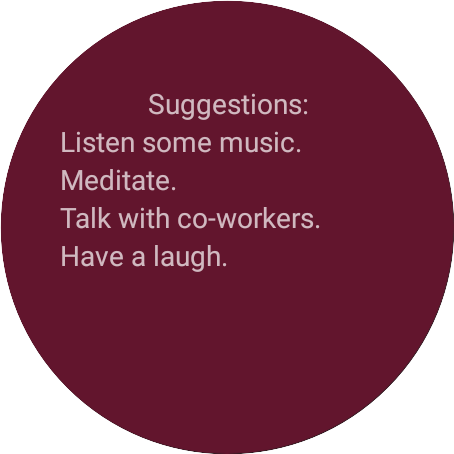 Suggestions:
Listen some music.
Meditate.
Talk with co-workers.
Have a laugh.